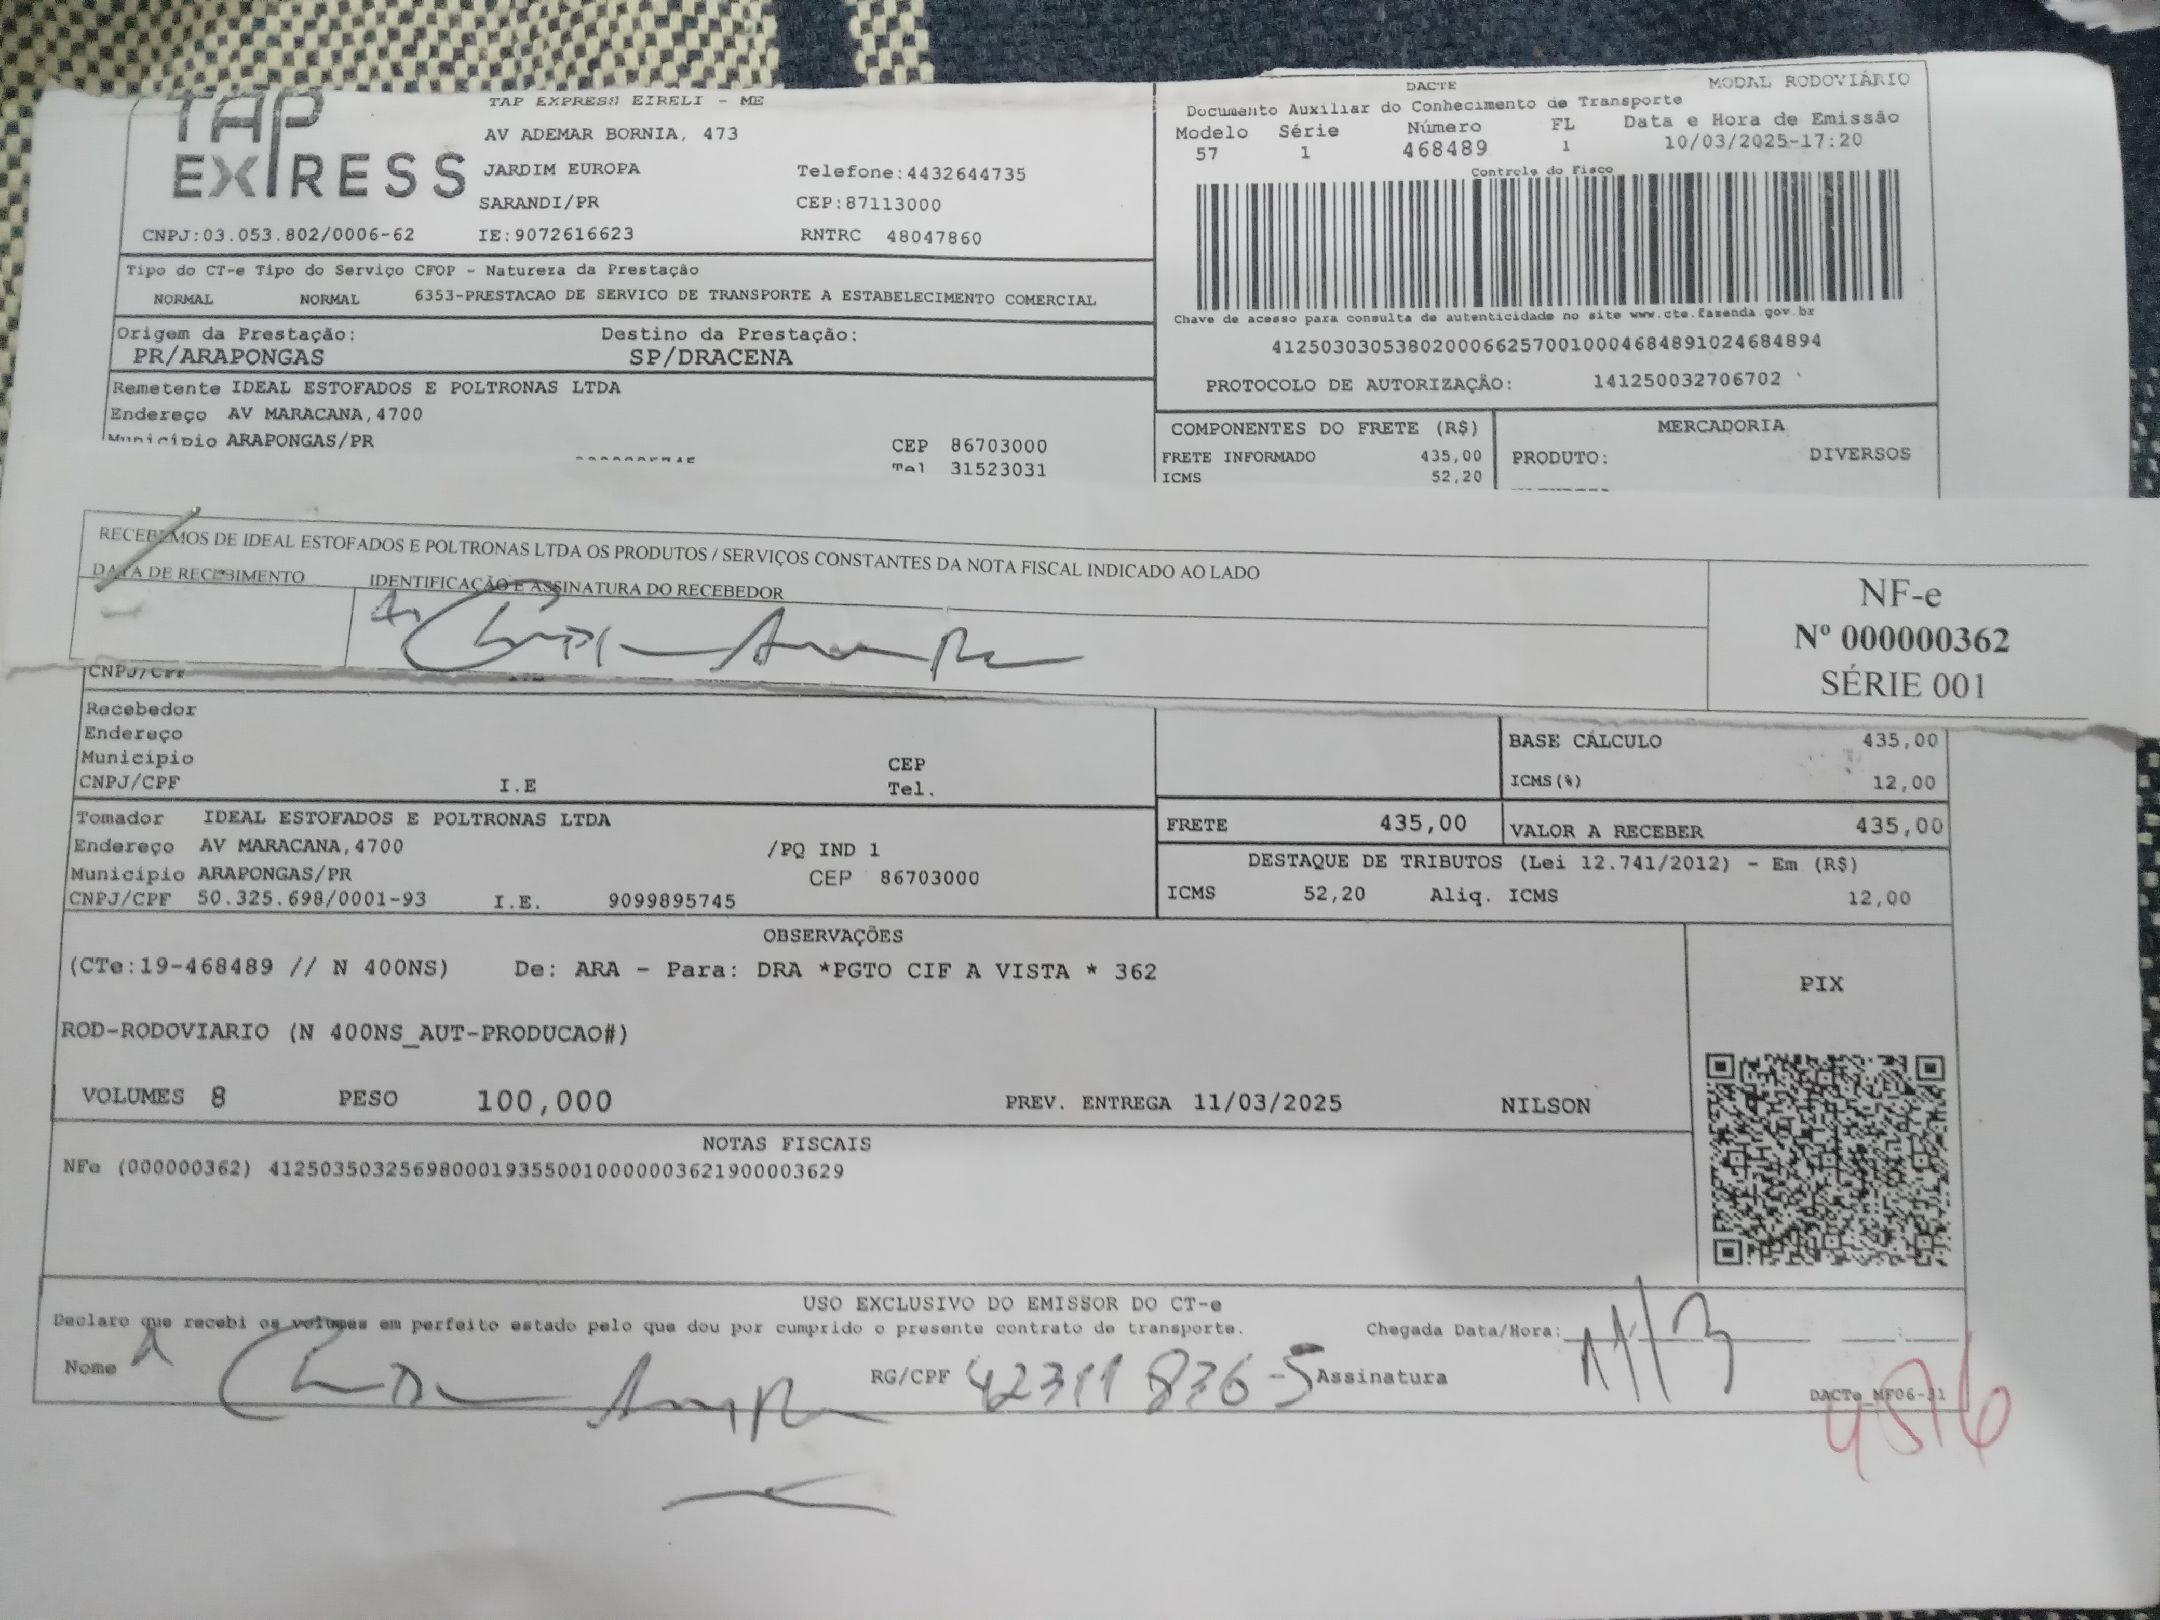 TAP EXPRESS
TAP EXPRESS EIRELI - ME
AV ADEMAR BORNIA, 473
JARDIM EUROPA Telefone:4432644735
SARANDI/PR CEP:87113000
CNPJ:03.053.802/0006-62 IE:9072616623 RNTRC 48047860
DACTE MODAL RODOVIÁRIO
Documento Auxiliar do Conhecimento de Transporte
Modelo Série Número FL Data e Hora de Emissão
57 1 468489 1 10/03/2025-17:20
Controle do Fisco
Chave de acesso para consulta de autenticidade no site www.cte.fazenda.gov.br
41250303053802000662570010004684891024684894
PROTOCOLO DE AUTORIZAÇÃO: 141250032706702
Tipo do CT-e Tipo do Serviço CFOP - Natureza da Prestação
NORMAL NORMAL 6353-PRESTACAO DE SERVICO DE TRANSPORTE A ESTABELECIMENTO COMERCIAL
Origem da Prestação: Destino da Prestação:
PR/ARAPONGAS SP/DRACENA
Remetente IDEAL ESTOFADOS E POLTRONAS LTDA
Endereço AV MARACANA,4700
Município ARAPONGAS/PR CEP 86703000
Tel 31523031
COMPONENTES DO FRETE (R$) MERCADORIA
FRETE INFORMADO 435,00 PRODUTO: DIVERSOS
ICMS 52,20
RECEBEMOS DE IDEAL ESTOFADOS E POLTRONAS LTDA OS PRODUTOS / SERVIÇOS CONSTANTES DA NOTA FISCAL INDICADO AO LADO
DATA DE RECEBIMENTO IDENTIFICAÇÃO E ASSINATURA DO RECEBEDOR
NF-e
Nº 000000362
SÉRIE 001
CNPJ/CPF
Recebedor
Endereço
Município CEP
CNPJ/CPF I.E Tel.
BASE CÁLCULO 435,00
ICMS(%) 12,00
Tomador IDEAL ESTOFADOS E POLTRONAS LTDA
Endereço AV MARACANA,4700 /PQ IND 1
Município ARAPONGAS/PR CEP 86703000
CNPJ/CPF 50.325.698/0001-93 I.E. 9099895745
FRETE 435,00 VALOR A RECEBER 435,00
DESTAQUE DE TRIBUTOS (Lei 12.741/2012) - Em (R$)
ICMS 52,20 Aliq. ICMS 12,00
OBSERVAÇÕES
(CTe:19-468489 // N 400NS) De: ARA - Para: DRA *PGTO CIF A VISTA * 362
ROD-RODOVIARIO (N 400NS_AUT-PRODUCAO#)
VOLUMES 8 PESO 100,000 PREV. ENTREGA 11/03/2025 NILSON
PIX
NOTAS FISCAIS
NFe (000000362) 41250350325698000193550010000003621900003629
USO EXCLUSIVO DO EMISSOR DO CT-e
Declaro que recebi os volumes em perfeito estado pelo que dou por cumprido o presente contrato de transporte. Chegada Data/Hora:
Nome RG/CPF 42311836-5 Assinatura 11/3
DACTe_MF06-21
4516